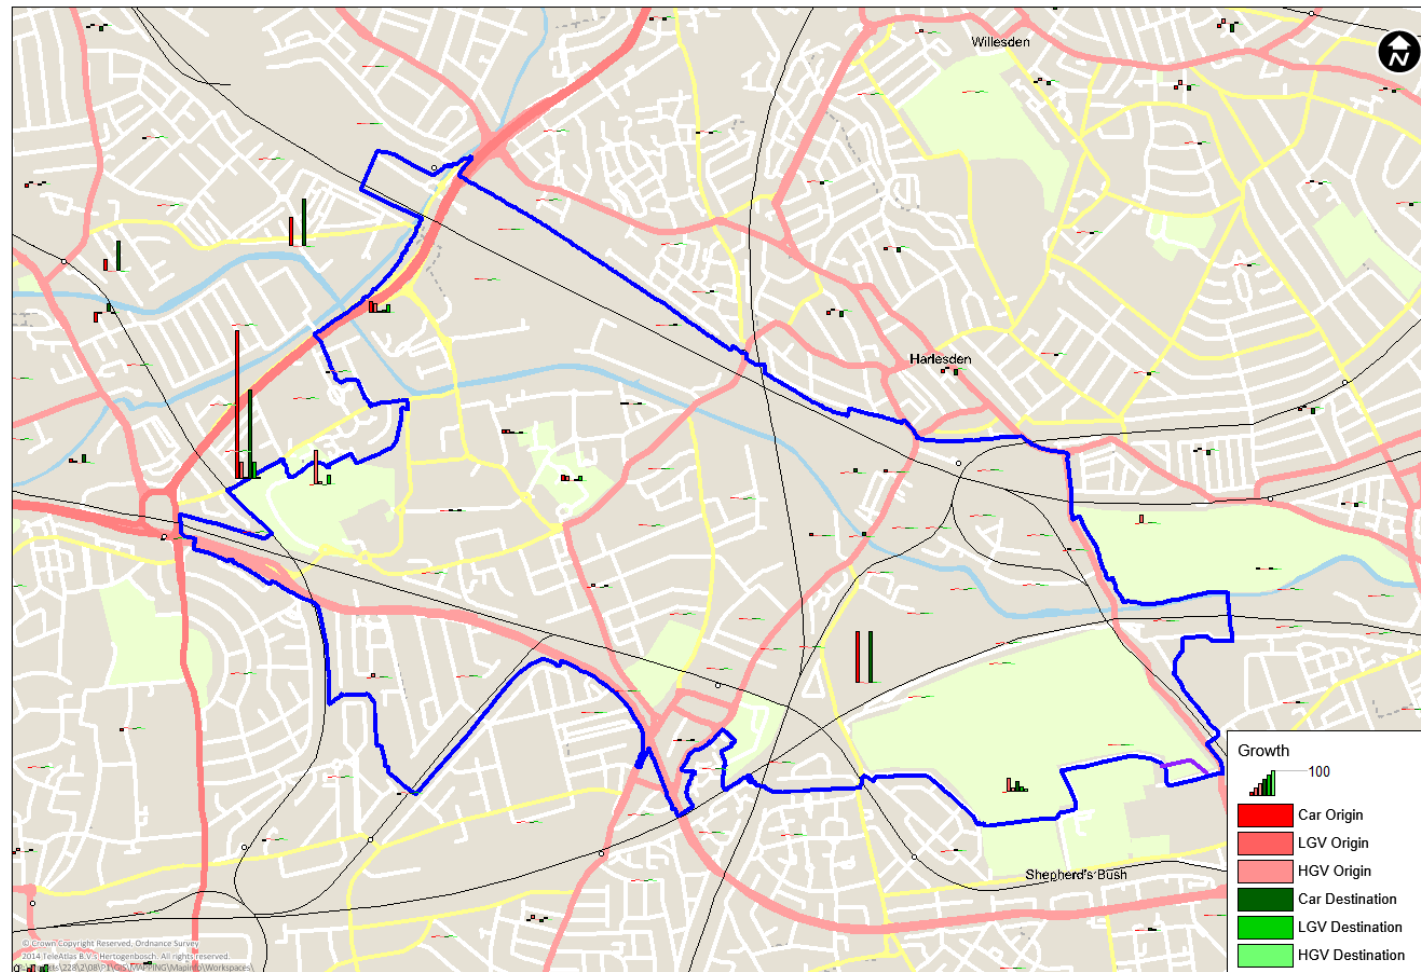 Willesden
N
Harlesden
Shepherd's Bush
Growth
100
Car Origin
LGV Origin
HGV Origin
Car Destination
LGV Destination
HGV Destination
© Crown Copyright Reserved, Ordnance Survey
2014 TeleAtlas B.V.'s Hertogenbosch. All rights reserved.